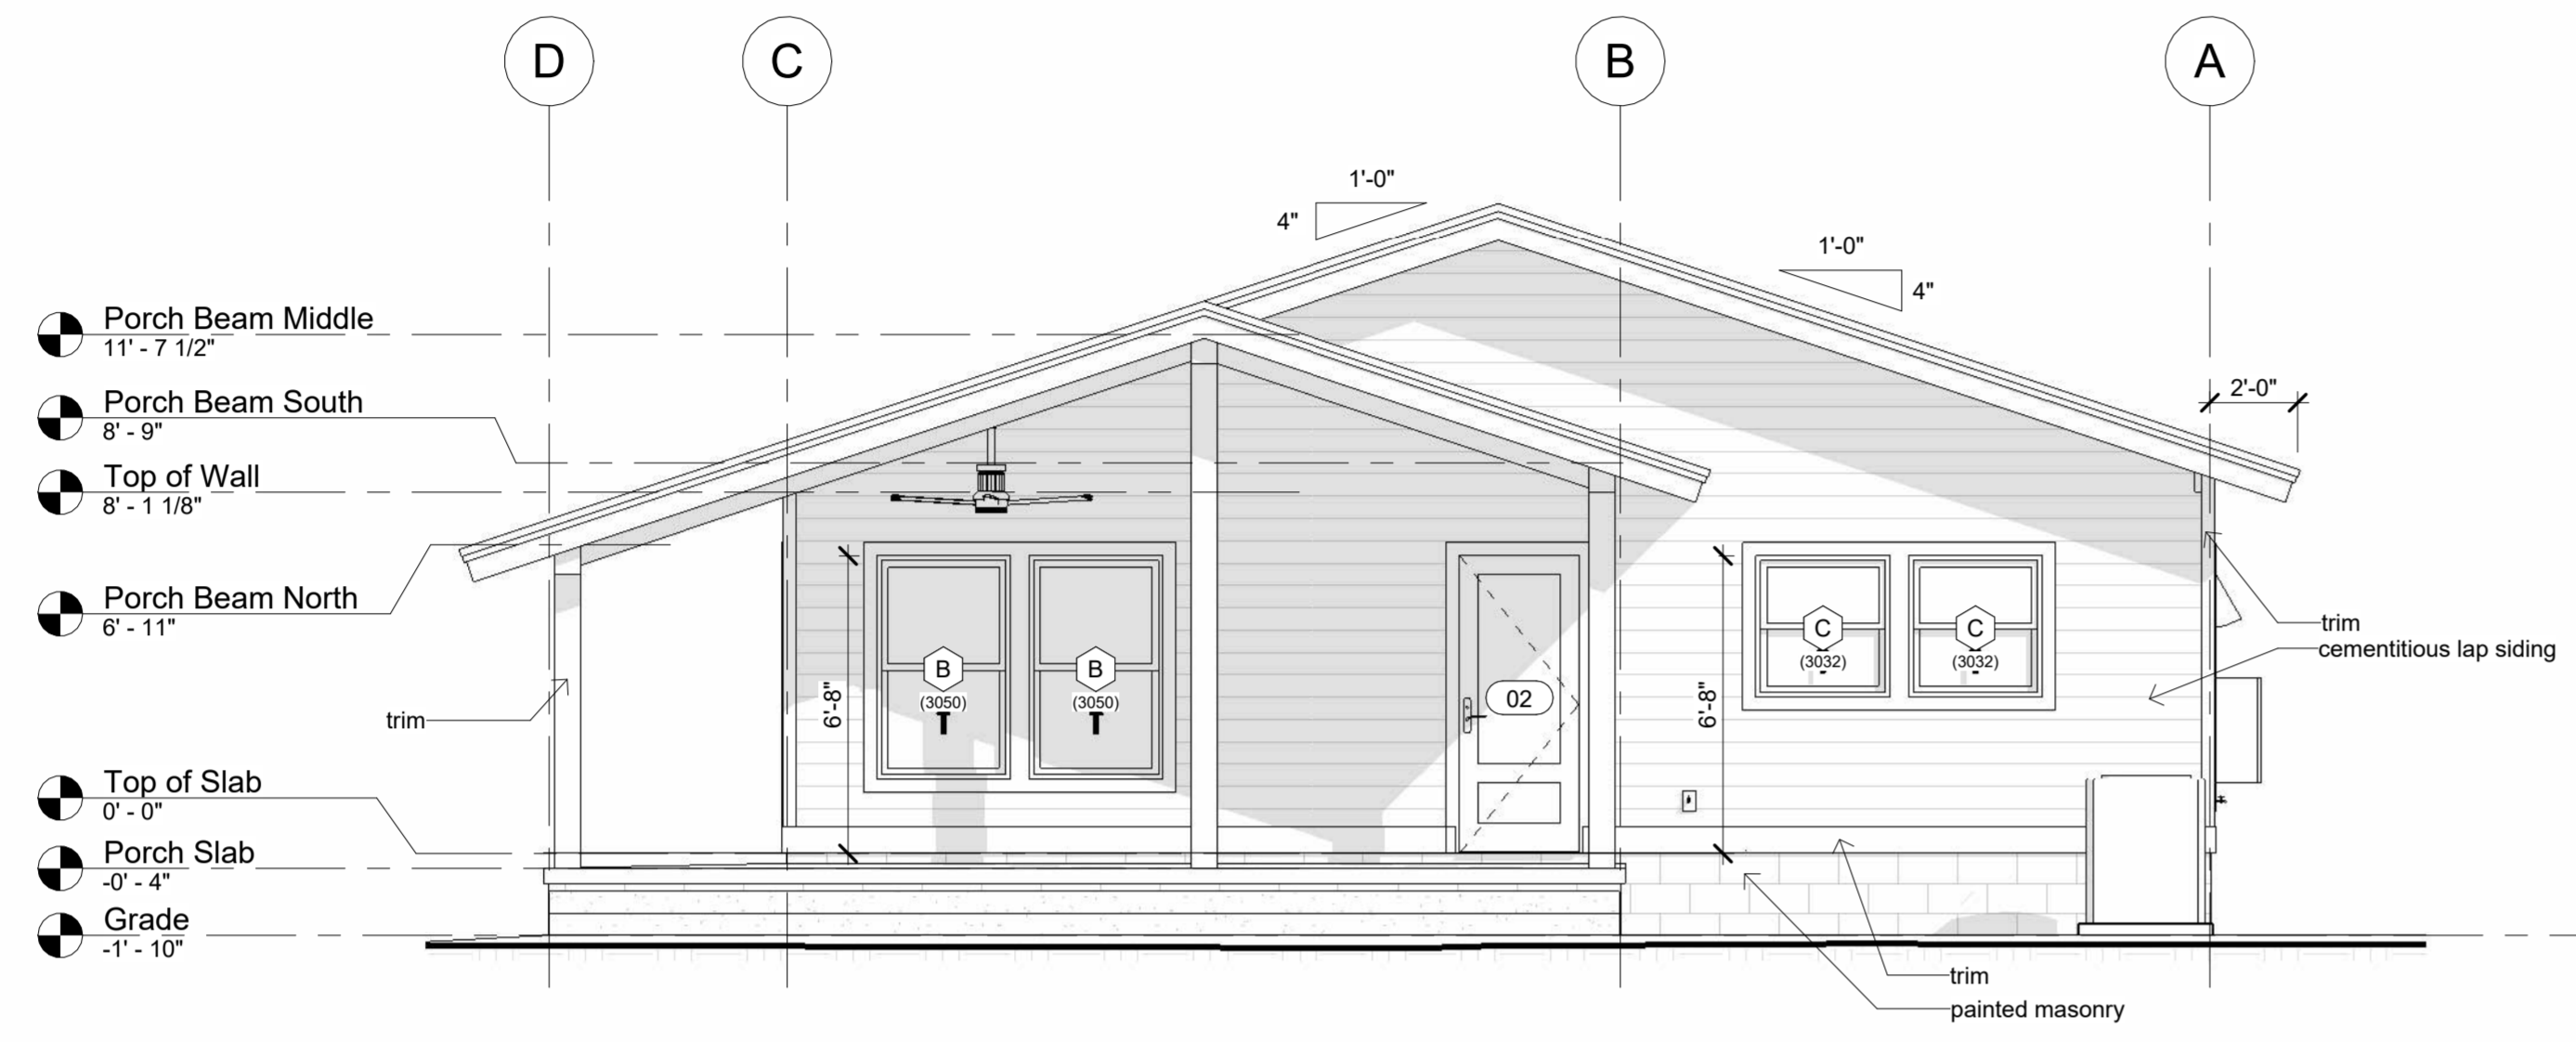 D
C
B
A
1'-0"
4"
1'-0"
4"
2'-0"
Porch Beam Middle
11' - 7 1/2"
Porch Beam South
8' - 9"
Top of Wall
8' - 1 1/8"
Porch Beam North
6' - 11"
Top of Slab
0' - 0"
Porch Slab
-0' - 4"
Grade
-1' - 10"
trim
6'-8"
B
(3050)
T
B
(3050)
T
02
6'-8"
C
(3032)
C
(3032)
trim
cementitious lap siding
trim
painted masonry